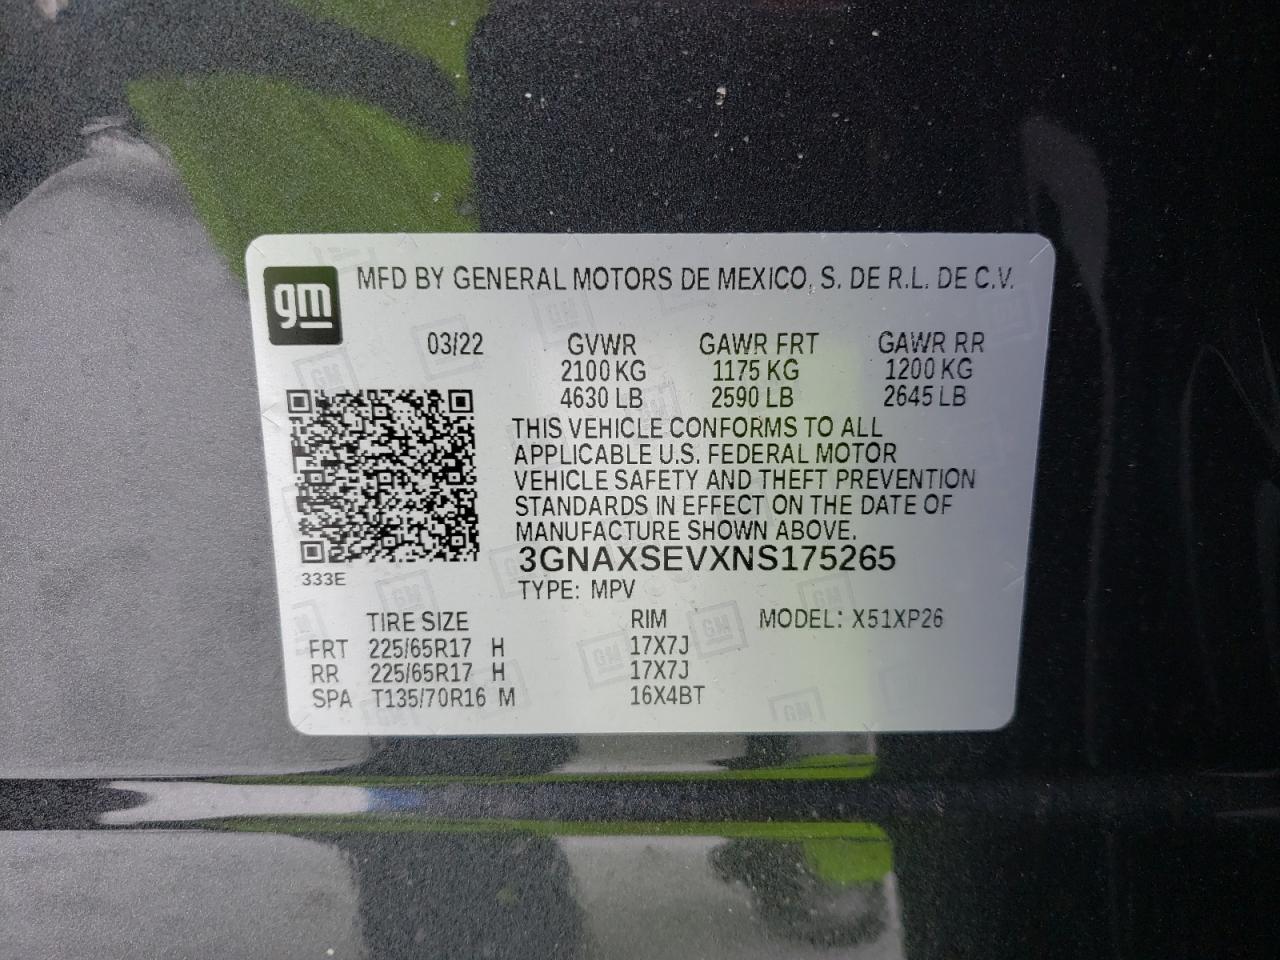 gm
MFD BY GENERAL MOTORS DE MEXICO, S. DE R.L. DE C.V.
03/22 GVWR GAWR FRT GAWR RR
2100 KG 1175 KG 1200 KG
4630 LB 2590 LB 2645 LB
THIS VEHICLE CONFORMS TO ALL
APPLICABLE U.S. FEDERAL MOTOR
VEHICLE SAFETY AND THEFT PREVENTION
STANDARDS IN EFFECT ON THE DATE OF
MANUFACTURE SHOWN ABOVE.
3GNAXSEVXNS175265
333E
TYPE: MPV
TIRE SIZE RIM MODEL: X51XP26
FRT 225/65R17 H 17X7J
RR 225/65R17 H 17X7J
SPA T135/70R16 M 16X4BT